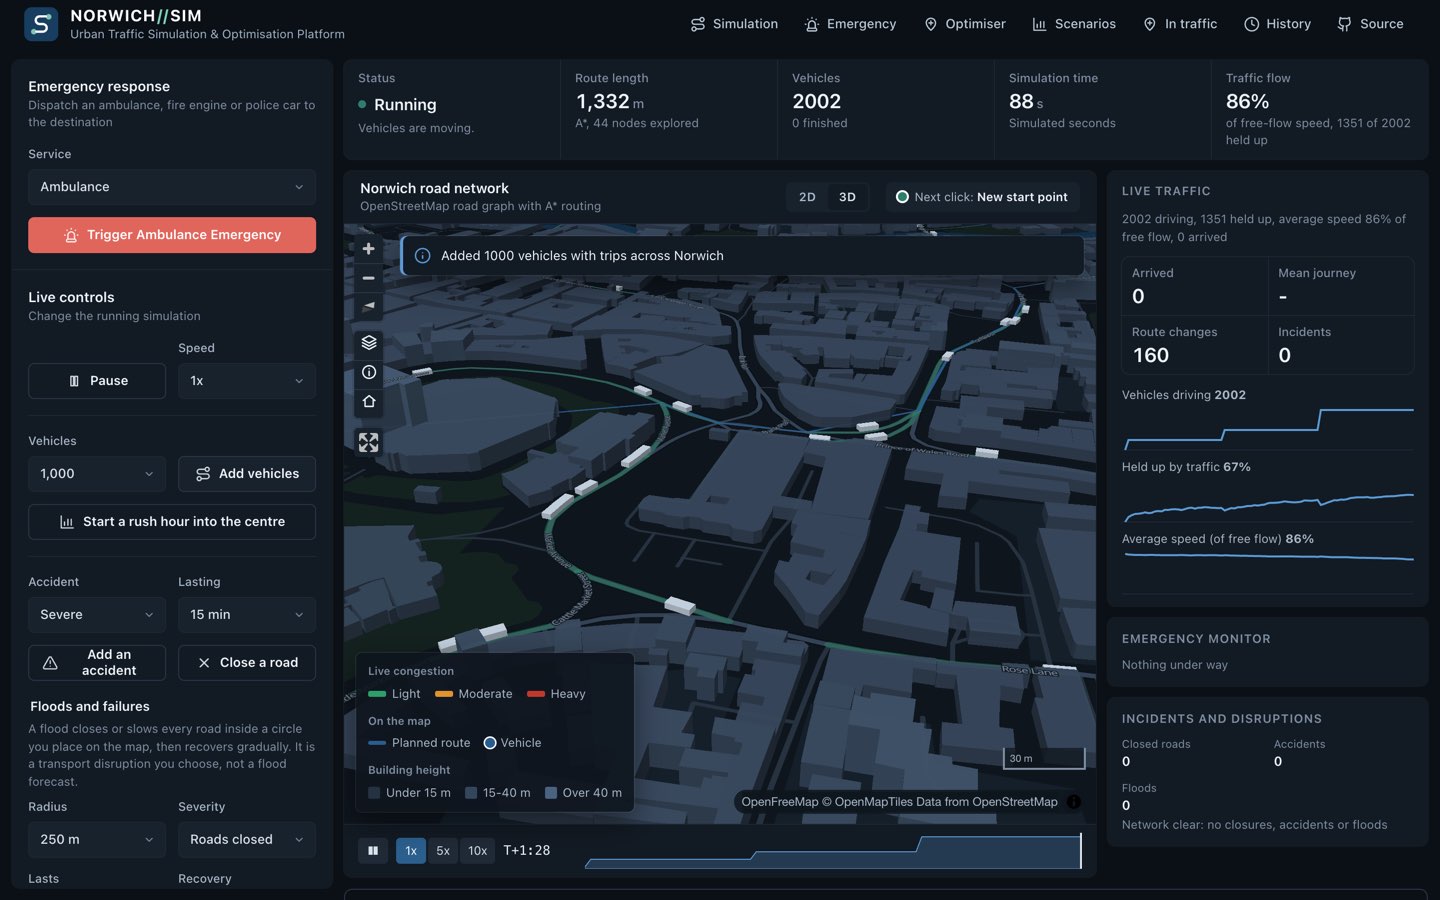 NORWICH//SIM
Urban Traffic Simulation & Optimisation Platform
Simulation
Emergency
Optimiser
Scenarios
In traffic
History
Source
Emergency response
Dispatch an ambulance, fire engine or police car to
the destination
Service
Ambulance
Trigger Ambulance Emergency
Live controls
Change the running simulation
Speed
Pause
1x
Vehicles
1,000
Add vehicles
Start a rush hour into the centre
Accident
Lasting
Severe
15 min
Add an
accident
Close a road
Floods and failures
A flood closes or slows every road inside a circle
you place on the map, then recovers gradually. It is
a transport disruption you choose, not a flood
forecast.
Radius
Severity
250 m
Roads closed
Lasts
Recovery
Status
Running
Vehicles are moving.
Route length
1,332 m
A*, 44 nodes explored
Vehicles
2002
0 finished
Simulation time
88 s
Simulated seconds
Traffic flow
86%
of free-flow speed, 1351 of 2002
held up
Norwich road network
OpenStreetMap road graph with A* routing
2D
3D
Next click: New start point
Added 1000 vehicles with trips across Norwich
Prince of Wales Road
Cattle Market
Rose Lane
Live congestion
Light
Moderate
Heavy
On the map
Planned route
Vehicle
Building height
Under 15 m
15-40 m
Over 40 m
30 m
OpenFreeMap © OpenMapTiles Data from OpenStreetMap
1x
5x
10x
T+1:28
LIVE TRAFFIC
2002 driving, 1351 held up, average speed 86% of
free flow, 0 arrived
Arrived
0
Mean journey
-
Route changes
160
Incidents
0
Vehicles driving 2002
Held up by traffic 67%
Average speed (of free flow) 86%
EMERGENCY MONITOR
Nothing under way
INCIDENTS AND DISRUPTIONS
Closed roads
0
Accidents
0
Floods
0
Network clear: no closures, accidents or floods